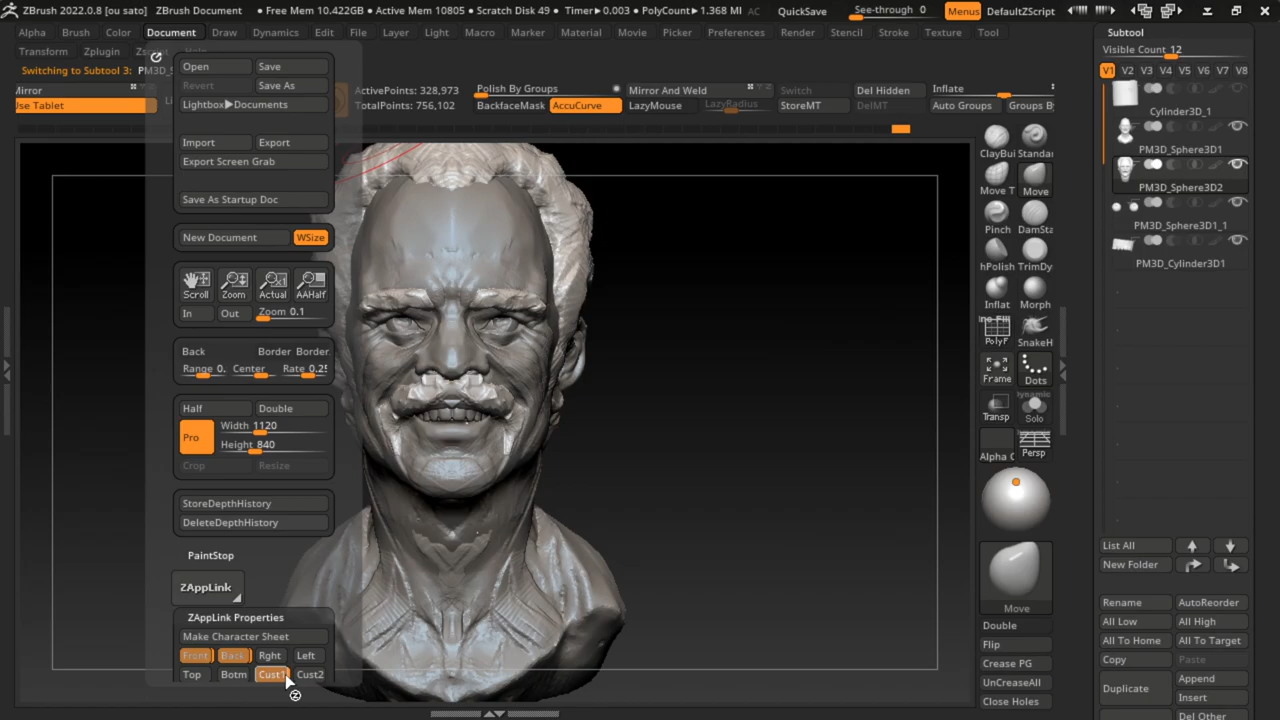 ZBrush 2022.0.8 [ou sato] ZBrush Document • Free Mem 10.422GB • Active Mem 10805 • Scratch Disk 49 • Timer▶0.003 • PolyCount▶1.368 MI AC QuickSave See-through 0 Menus DefaultZScript
Alpha Brush Color Document Draw Dynamics Edit File Layer Light Macro Marker Material Movie Picker Preferences Render Stencil Stroke Texture Tool
Transform Zplugin Zsc Help
Switching to Subtool 3: PM3D_S
Mirror
Use Tablet
ActivePoints: 328,973 Polish By Groups Mirror And Weld Switch Del Hidden Inflate
TotalPoints: 756,102 BackfaceMask AccuCurve LazyMouse LazyRadius StoreMT DelMT Auto Groups Groups By
Open Save
Revert Save As
Lightbox▶Documents
Import Export
Export Screen Grab
Save As Startup Doc
New Document WSize
Scroll Zoom Actual AAHalf
In Out Zoom 0.1
Back Border Border
Range 0. Center Rate 0.25
Half Double
Pro Width 1120
Height 840
Crop Resize
StoreDepthHistory
DeleteDepthHistory
PaintStop
ZAppLink
ZAppLink Properties
Make Character Sheet
Front Back Rght Left
Top Botm Cust1 Cust2
ClayBui Standar
Move T Move
Pinch DamSta
hPolish TrimDy
Inflat Morph
Line Fill
PolyF SnakeH
Frame Dots
Dynamic
Transp Solo
Alpha O Persp
Move
Double
Flip
Crease PG
UnCreaseAll
Close Holes
Subtool
Visible Count 12
V1 V2 V3 V4 V5 V6 V7 V8
Cylinder3D_1
PM3D_Sphere3D1
PM3D_Sphere3D2
PM3D_Sphere3D1_1
PM3D_Cylinder3D1
List All
New Folder
Rename AutoReorder
All Low All High
All To Home All To Target
Copy Paste
Duplicate Append
Insert
Del Other